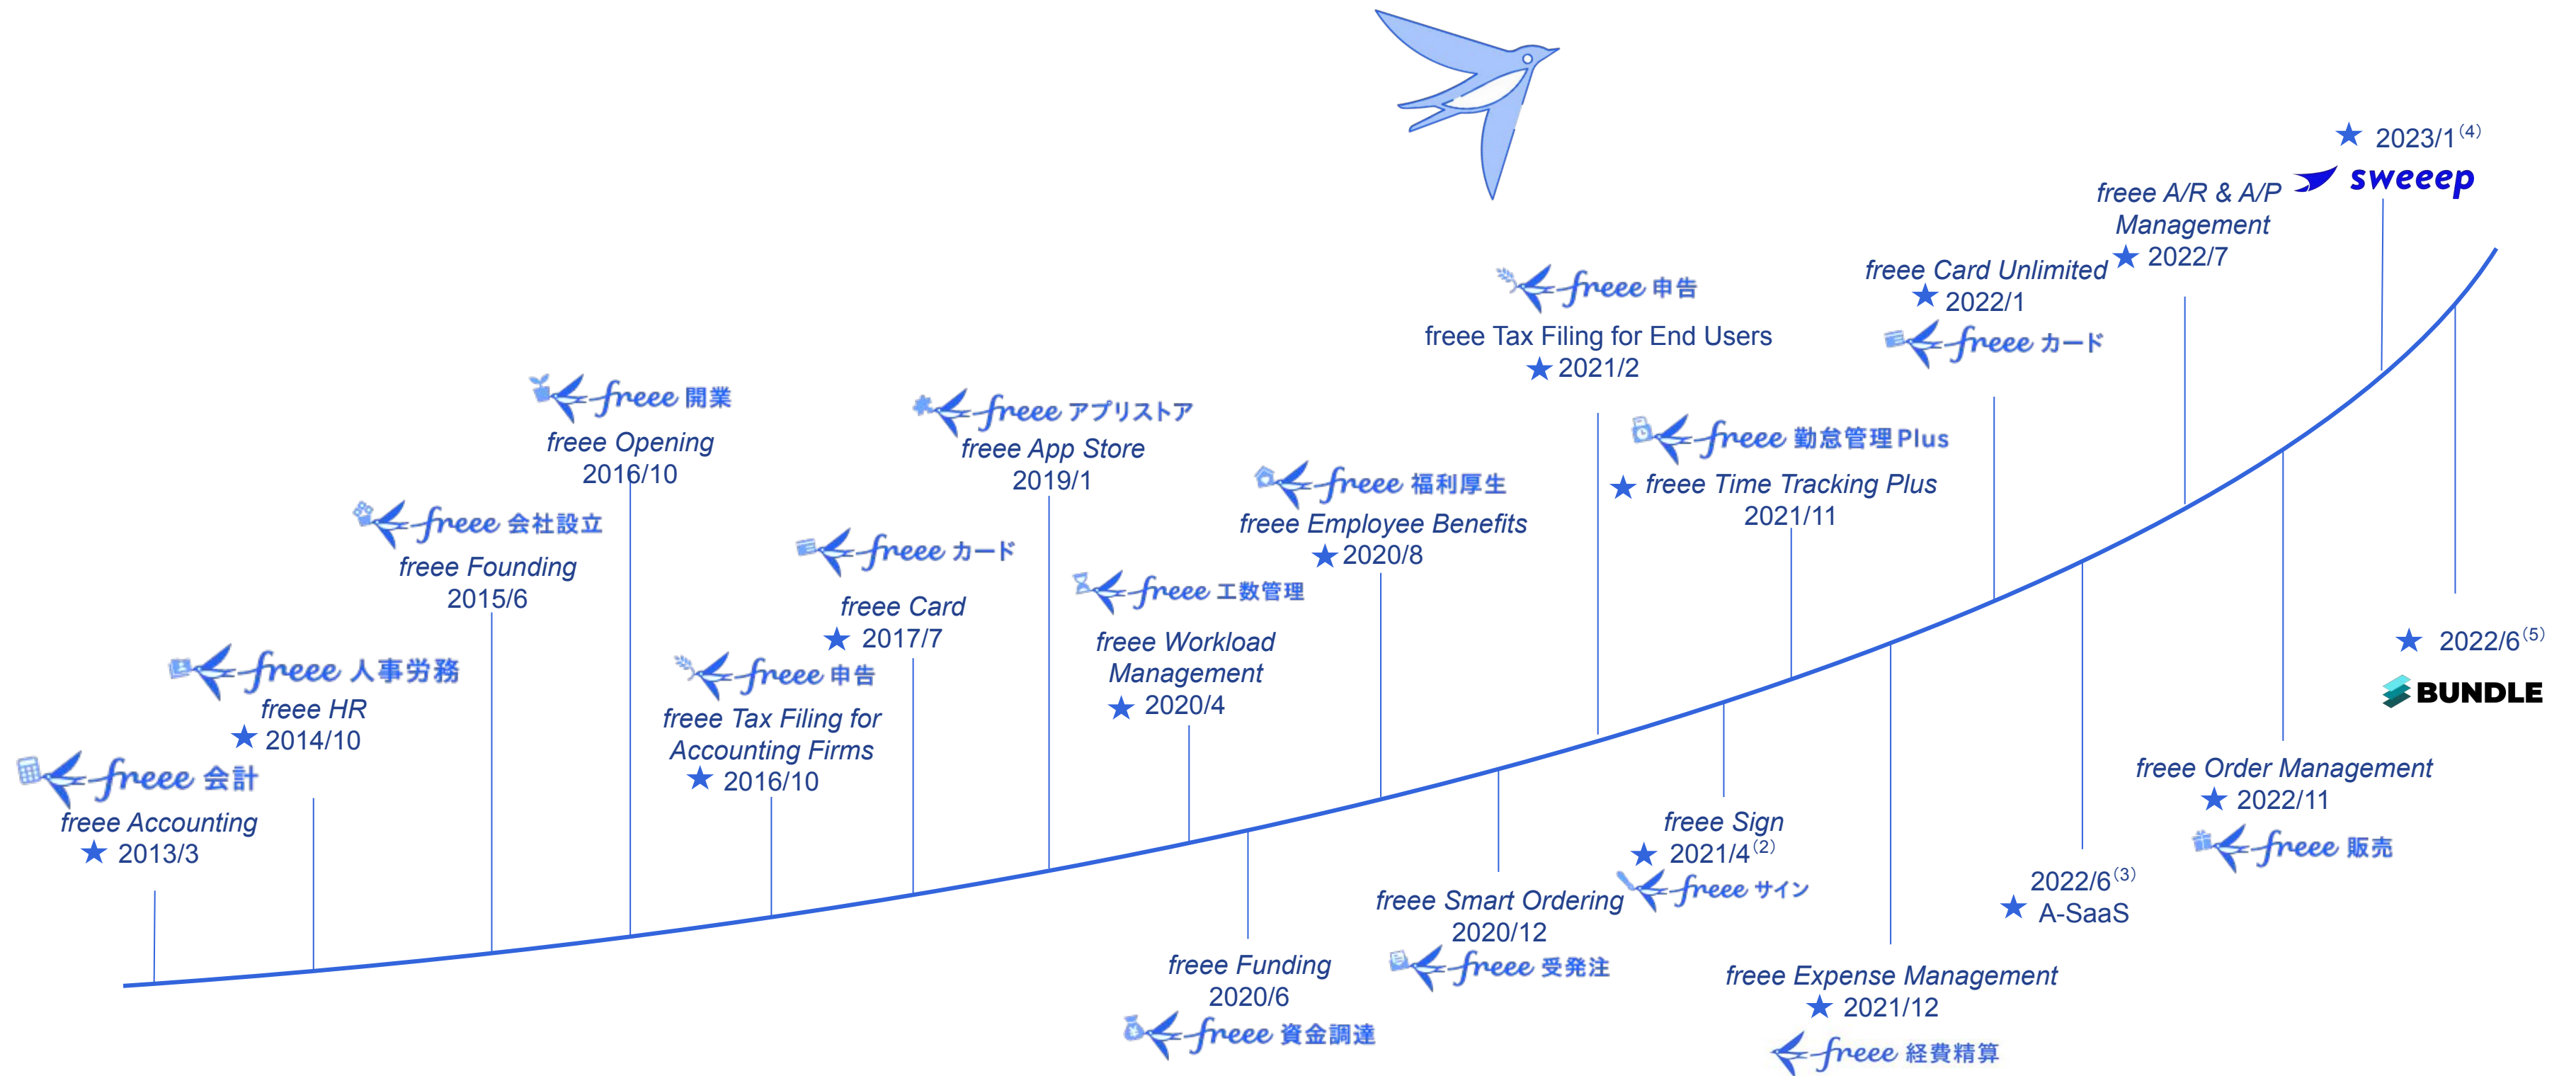 freee 会計
freee Accounting
★ 2013/3
freee 人事労務
freee HR
★ 2014/10
freee 会社設立
freee Founding
2015/6
freee 開業
freee Opening
2016/10
freee 申告
freee Tax Filing for
Accounting Firms
★ 2016/10
freee カード
freee Card
★ 2017/7
freee アプリストア
freee App Store
2019/1
freee 工数管理
freee Workload
Management
★ 2020/4
freee Funding
2020/6
freee 資金調達
freee 福利厚生
freee Employee Benefits
★ 2020/8
freee Smart Ordering
2020/12
freee 受発注
freee 申告
freee Tax Filing for End Users
★ 2021/2
freee Sign
★ 2021/4(2)
freee サイン
freee 勤怠管理Plus
★ freee Time Tracking Plus
2021/11
freee Expense Management
★ 2021/12
freee 経費精算
freee Card Unlimited
★ 2022/1
freee カード
2022/6(3)
★ A-SaaS
freee A/R & A/P
Management
★ 2022/7
freee Order Management
★ 2022/11
freee 販売
★ 2023/1(4)
sweeep
★ 2022/6(5)
BUNDLE